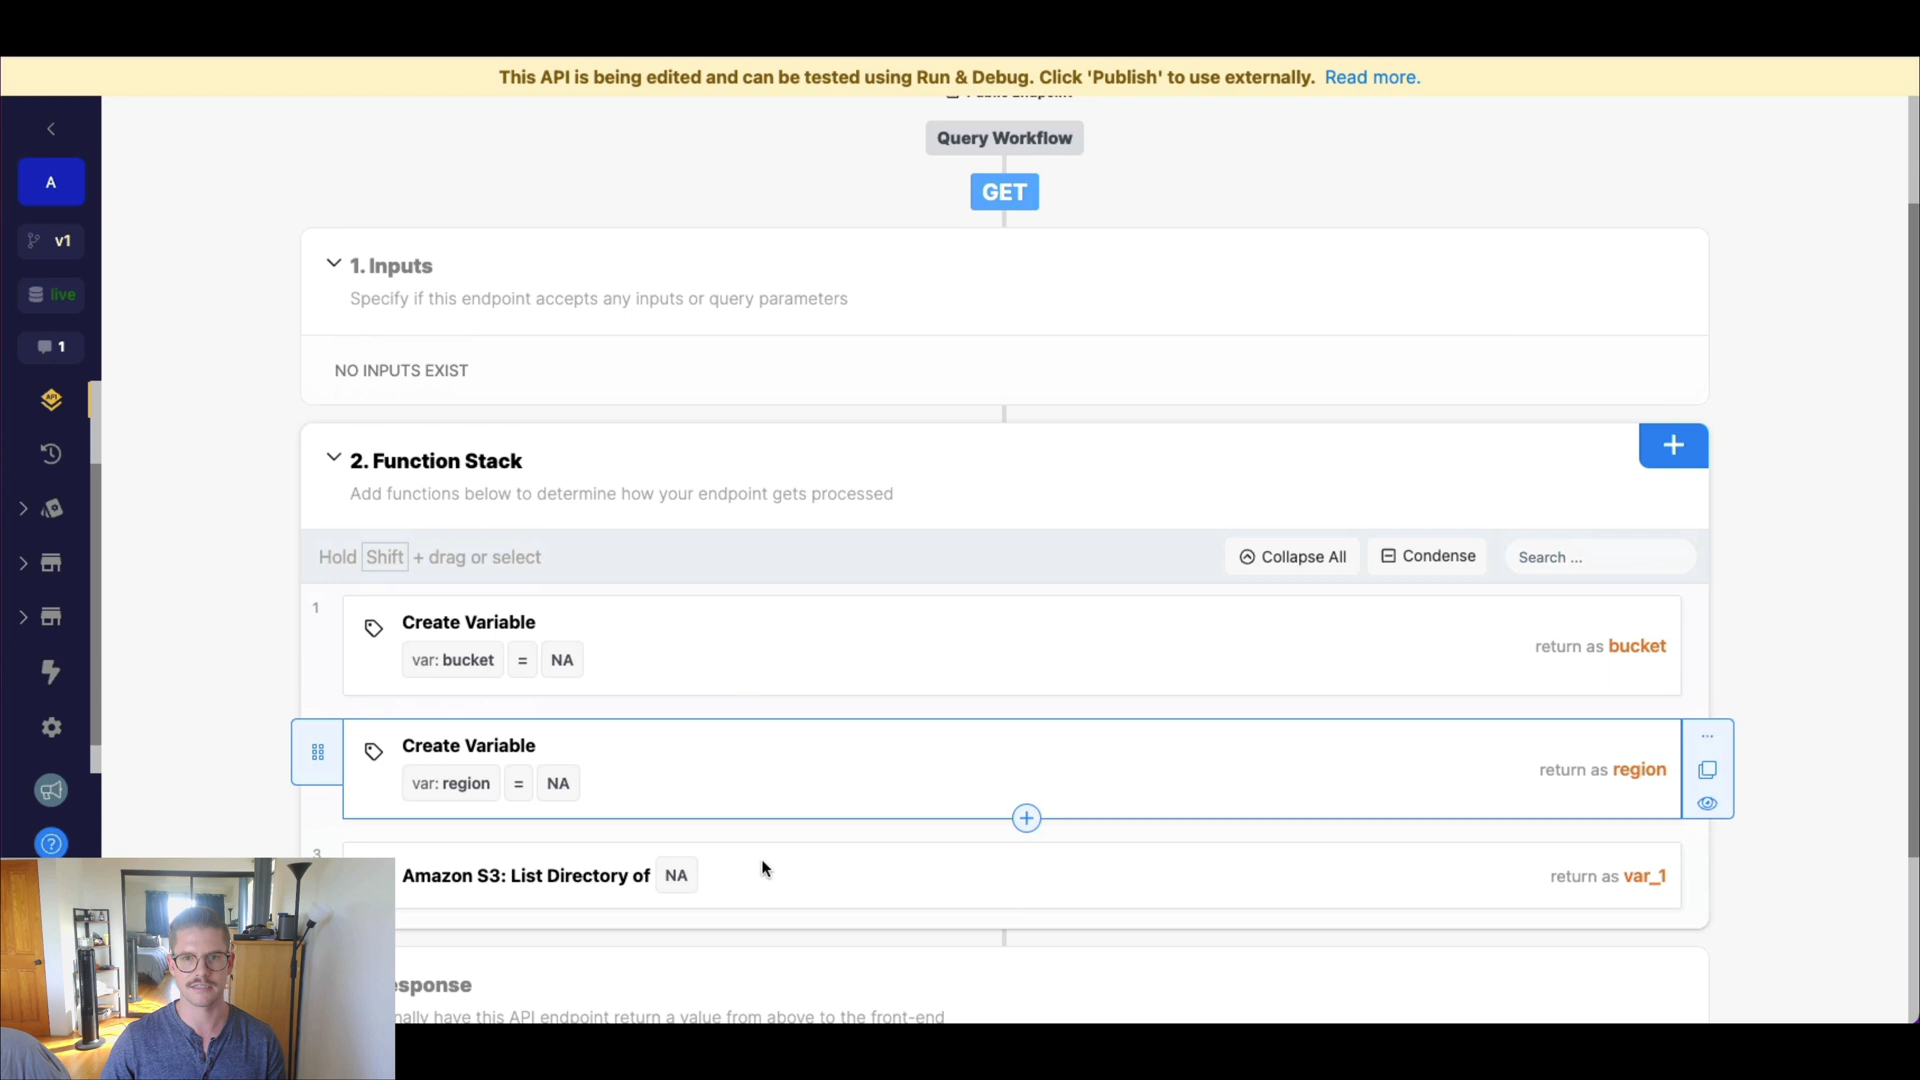 This API is being edited and can be tested using Run & Debug. Click 'Publish' to use externally. Read more.
Public Endpoint
Query Workflow
GET
A
v1
live
1
API
1. Inputs
Specify if this endpoint accepts any inputs or query parameters
NO INPUTS EXIST
+
2. Function Stack
Add functions below to determine how your endpoint gets processed
Hold Shift + drag or select
Collapse All
Condense
Search ...
1
Create Variable
var: bucket = NA
return as bucket
Create Variable
var: region = NA
return as region
3
Amazon S3: List Directory of NA
return as var_1
esponse
nally have this API endpoint return a value from above to the front-end